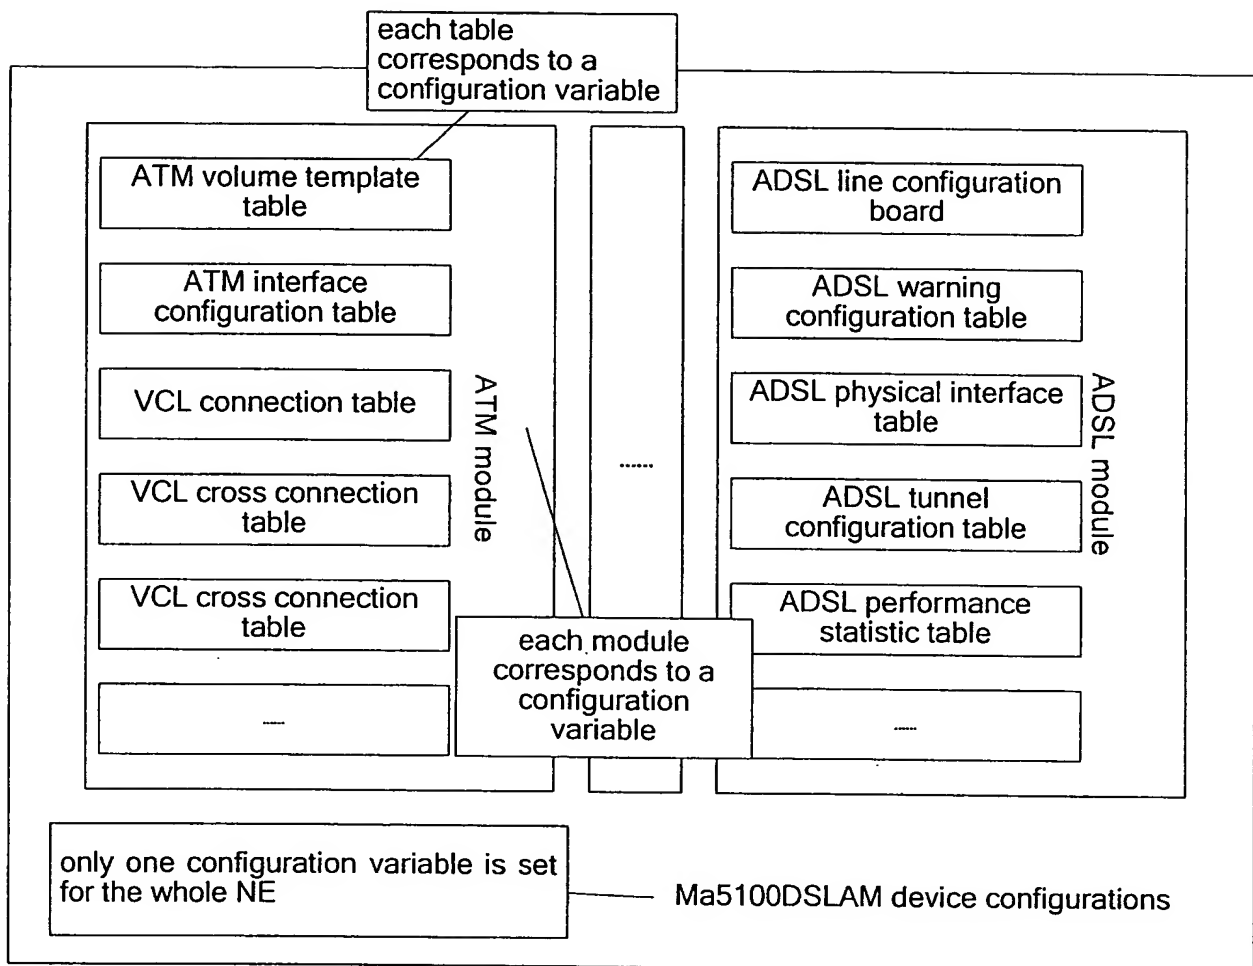 each table
corresponds to a
configuration variable
ATM volume template
table
ATM interface
configuration table
VCL connection table
VCL cross connection
table
VCL cross connection
table
.....
ATM module
each module
corresponds to a
configuration
variable
......
ADSL line configuration
board
ADSL warning
configuration table
ADSL physical interface
table
ADSL tunnel
configuration table
ADSL performance
statistic table
.....
ADSL module
only one configuration variable is set
for the whole NE
Ma5100DSLAM device configurations